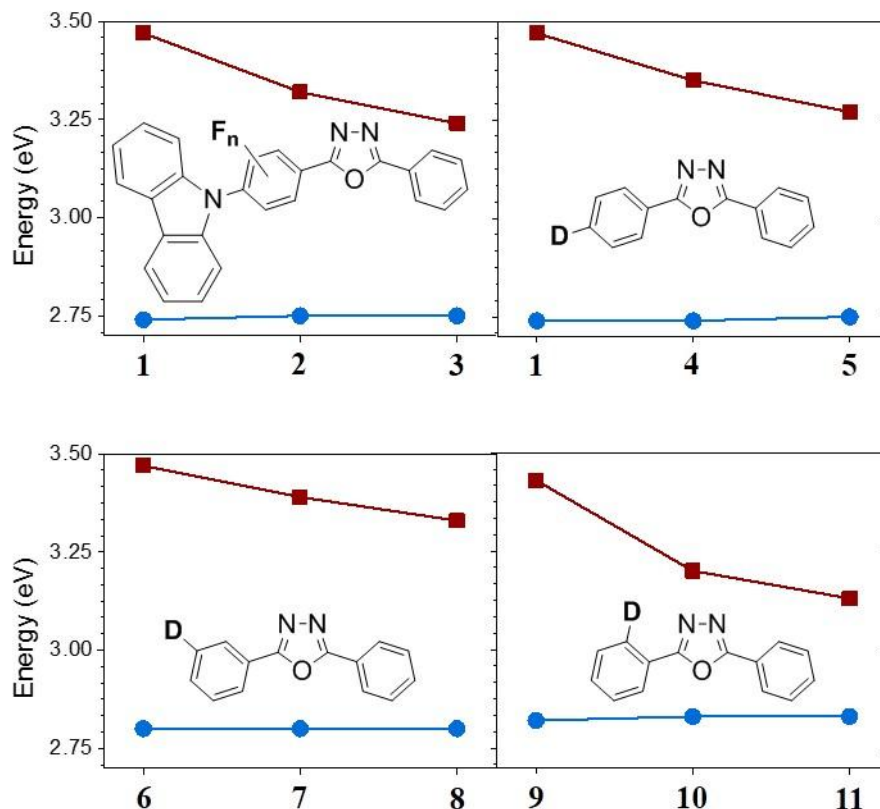 3.50
3.25
3.00
2.75
Energy (eV)
Fn
N-N
O
N
1 2 3
N-N
O
D
1 4 5
3.50
3.25
3.00
2.75
Energy (eV)
D
N-N
O
6 7 8
D
N-N
O
9 10 11